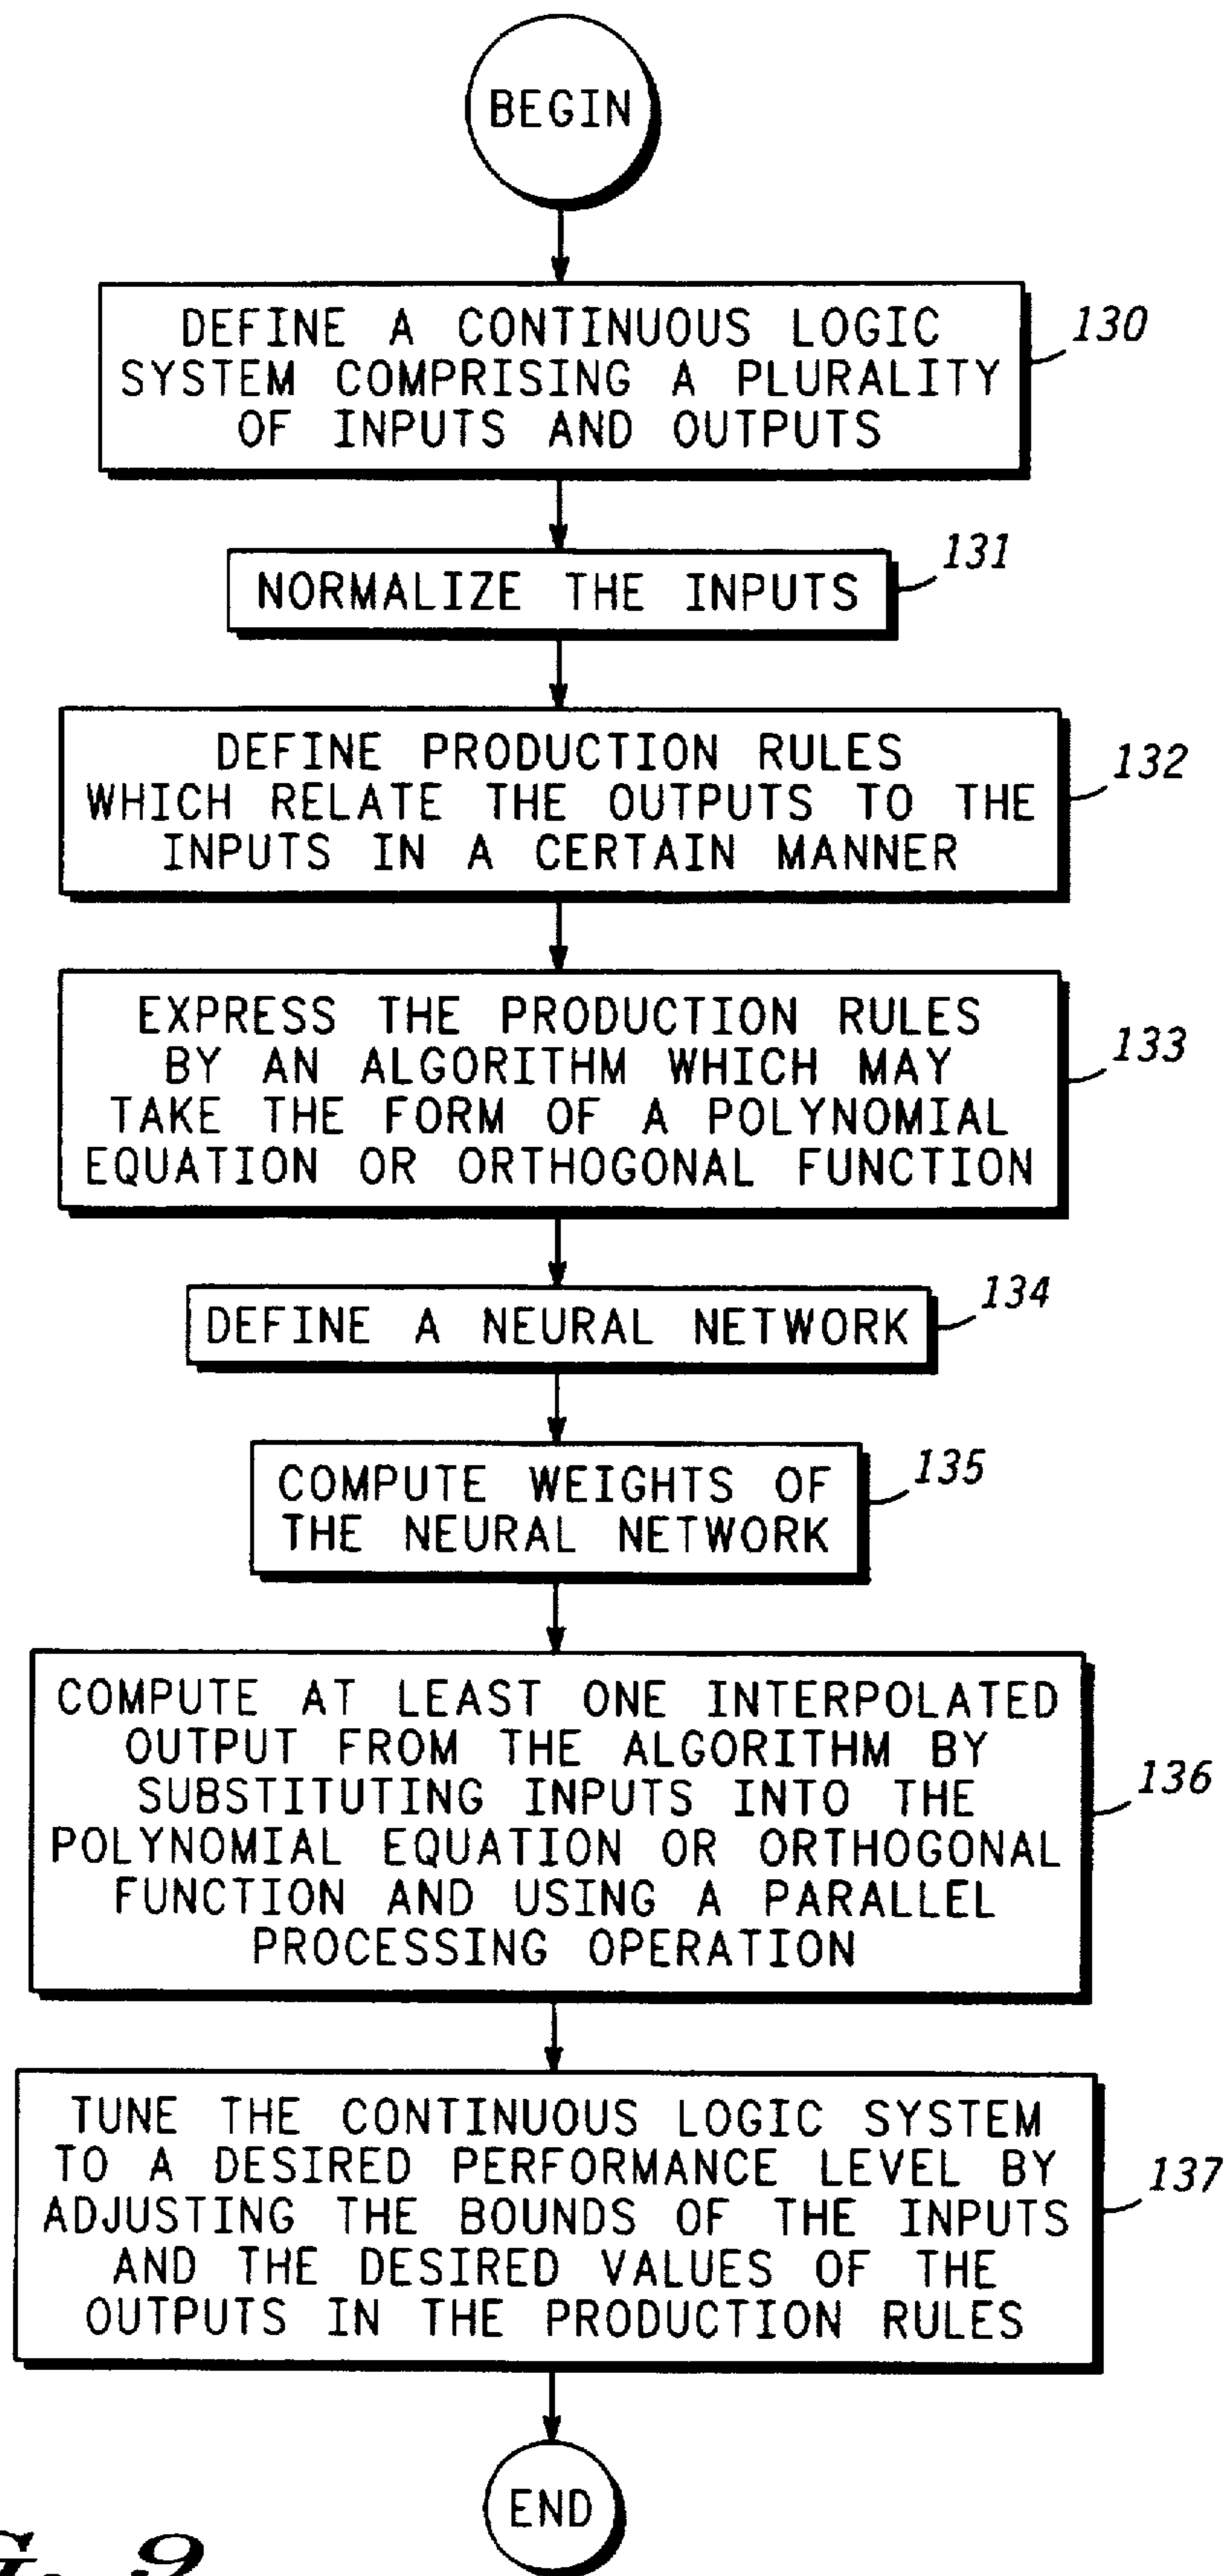 BEGIN
DEFINE A CONTINUOUS LOGIC
SYSTEM COMPRISING A PLURALITY
OF INPUTS AND OUTPUTS
130
NORMALIZE THE INPUTS
131
DEFINE PRODUCTION RULES
WHICH RELATE THE OUTPUTS TO THE
INPUTS IN A CERTAIN MANNER
132
EXPRESS THE PRODUCTION RULES
BY AN ALGORITHM WHICH MAY
TAKE THE FORM OF A POLYNOMIAL
EQUATION OR ORTHOGONAL FUNCTION
133
DEFINE A NEURAL NETWORK
134
COMPUTE WEIGHTS OF
THE NEURAL NETWORK
135
COMPUTE AT LEAST ONE INTERPOLATED
OUTPUT FROM THE ALGORITHM BY
SUBSTITUTING INPUTS INTO THE
POLYNOMIAL EQUATION OR ORTHOGONAL
FUNCTION AND USING A PARALLEL
PROCESSING OPERATION
136
TUNE THE CONTINUOUS LOGIC SYSTEM
TO A DESIRED PERFORMANCE LEVEL BY
ADJUSTING THE BOUNDS OF THE INPUTS
AND THE DESIRED VALUES OF THE
OUTPUTS IN THE PRODUCTION RULES
137
END
9